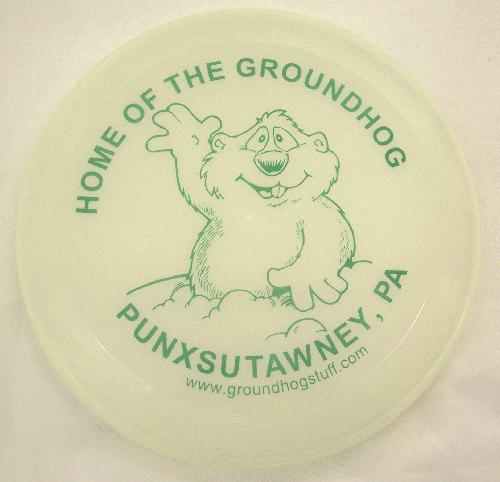 HOME OF THE GROUNDHOG
PUNXSUTAWNEY, PA
www.groundhogstuff.com